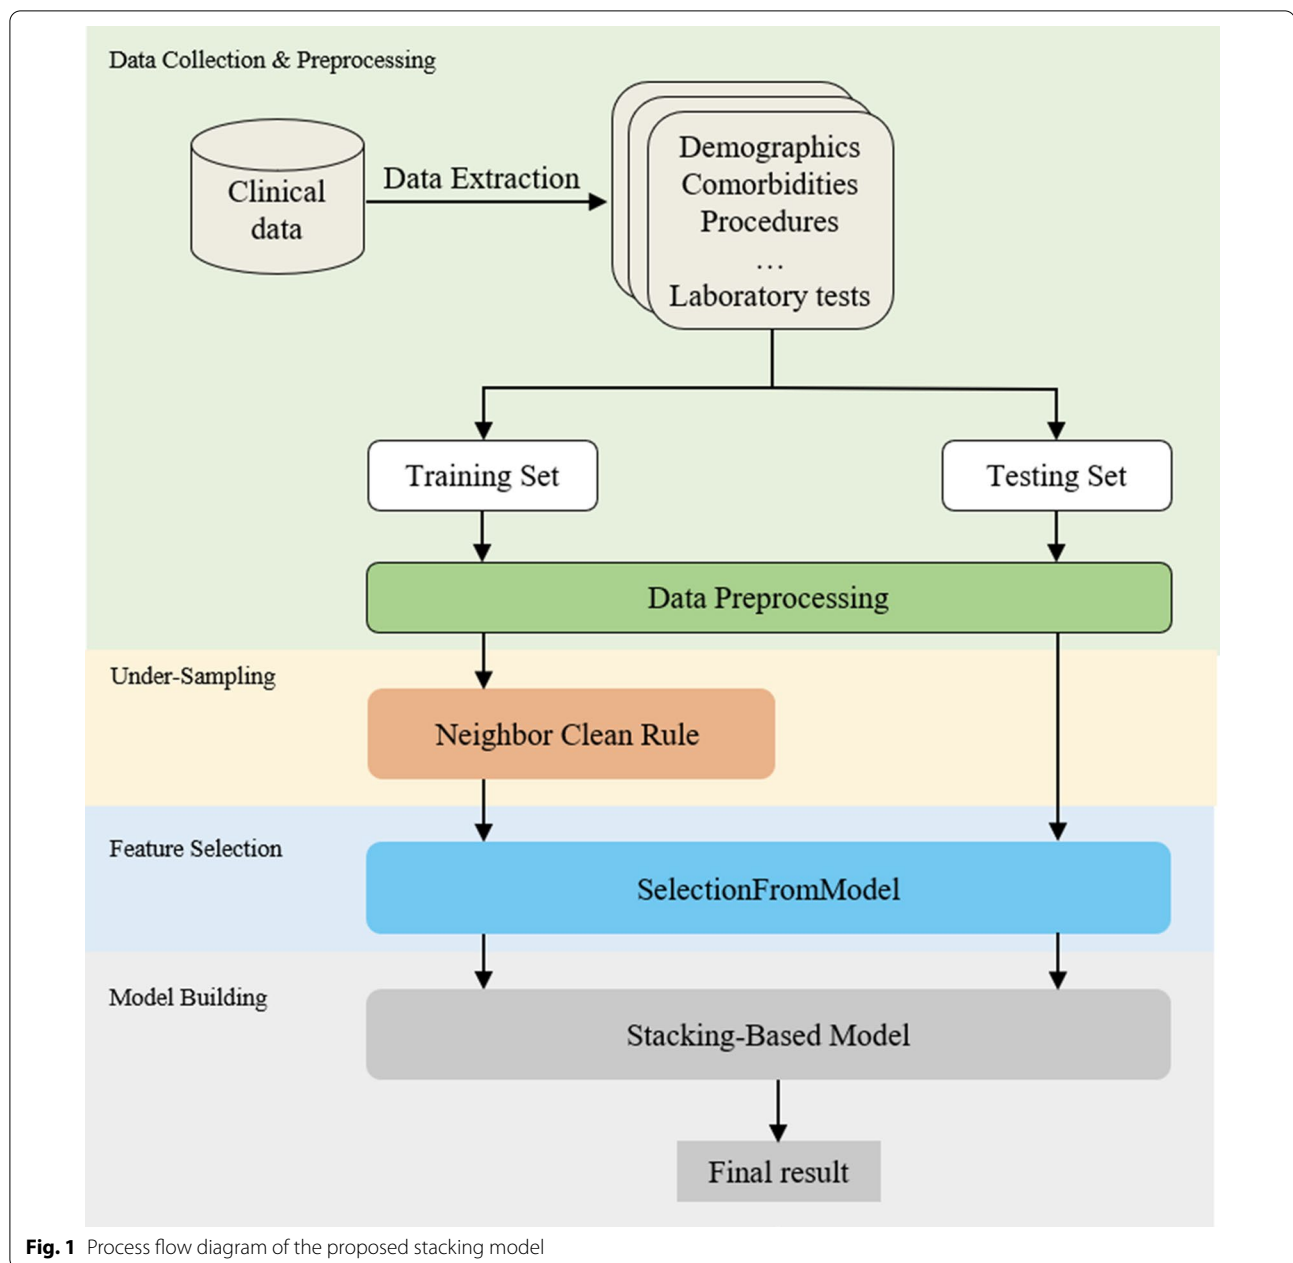 Data Collection & Preprocessing
Clinical
data
Data Extraction
Demographics
Comorbidities
Procedures
…
Laboratory tests
Training Set
Testing Set
Data Preprocessing
Under-Sampling
Neighbor Clean Rule
Feature Selection
SelectionFromModel
Model Building
Stacking-Based Model
Final result
Fig. 1 Process flow diagram of the proposed stacking model